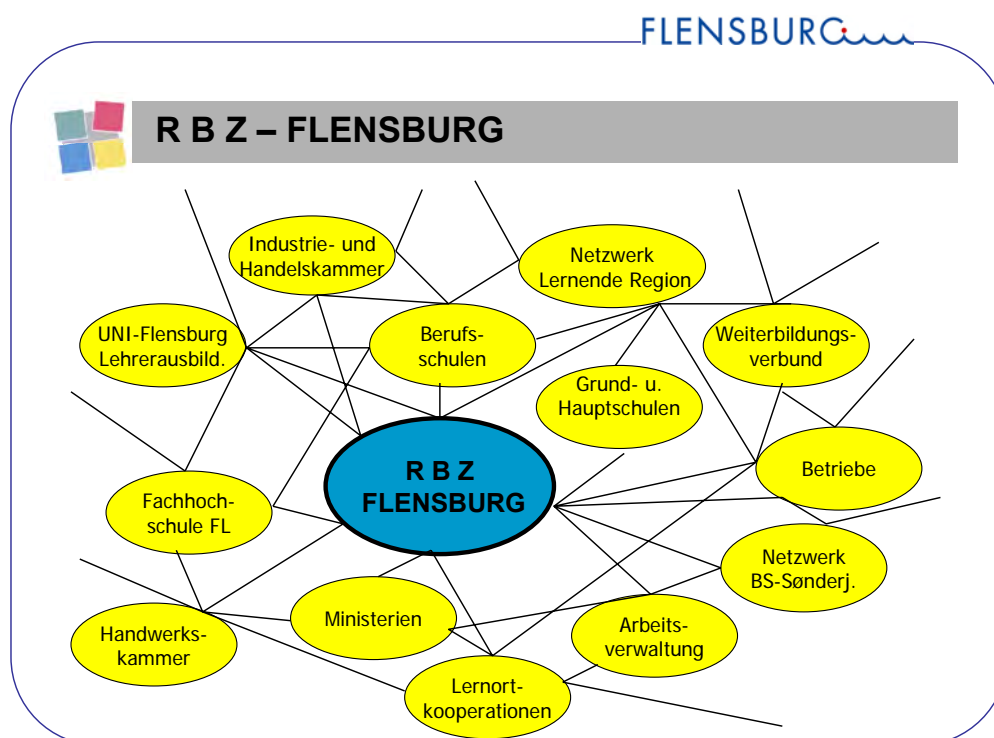 FLENSBURG
R B Z – FLENSBURG
Industrie- und
Handelskammer
Netzwerk
Lernende Region
UNI-Flensburg
Lehrerausbild.
Berufs-
schulen
Weiterbildungs-
verbund
Grund- u.
Hauptschulen
R B Z
FLENSBURG
Betriebe
Fachhoch-
schule FL
Netzwerk
BS-Sønderj.
Ministerien
Arbeits-
verwaltung
Handwerks-
kammer
Lernort-
kooperationen